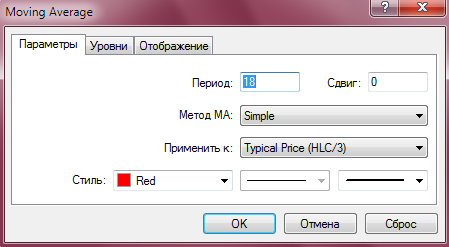 Moving Average
Параметры Уровни Отображение
Период: 18 Сдвиг: 0
Метод МА: Simple
Применить к: Typical Price (HLC/3)
Стиль: Red
OK Отмена Сброс